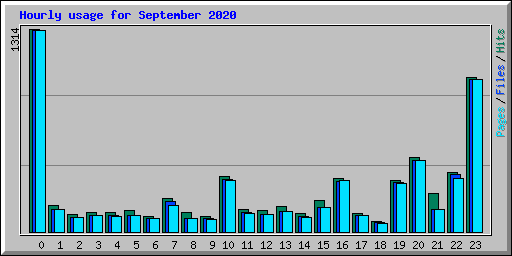 Hourly usage for September 2020
1314
Pages/Files/Hits
0 1 2 3 4 5 6 7 8 9 10 11 12 13 14 15 16 17 18 19 20 21 22 23